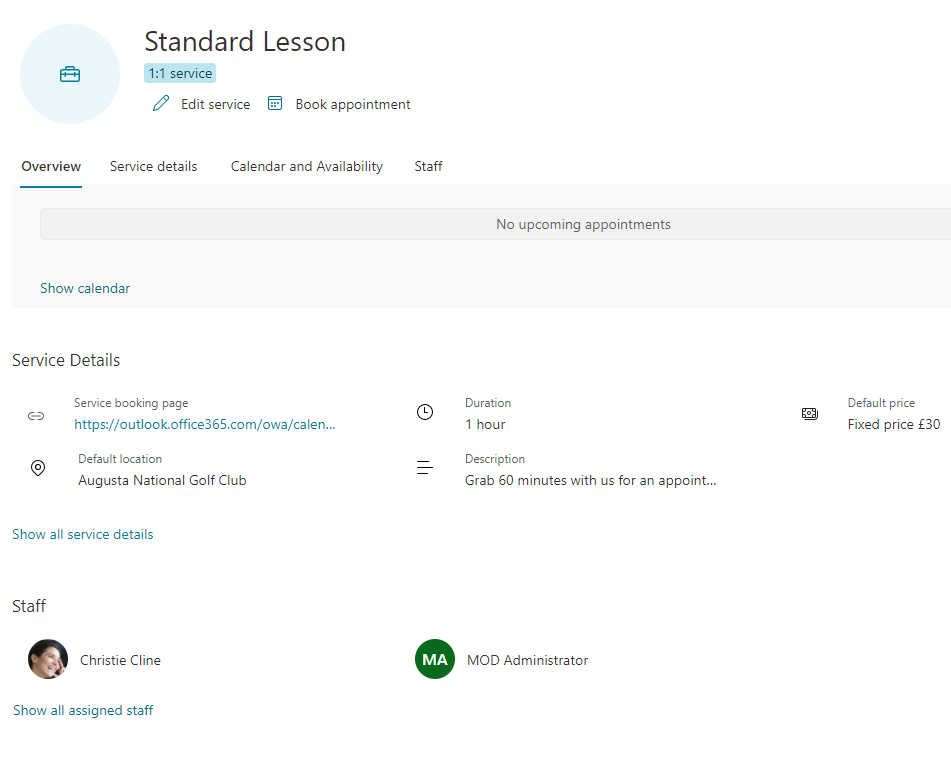 Standard Lesson
1:1 service
Edit service Book appointment
Overview Service details Calendar and Availability Staff
No upcoming appointments
Show calendar
Service Details
Service booking page
https://outlook.office365.com/owa/calen...
Duration
1 hour
Default price
Fixed price £30
Default location
Augusta National Golf Club
Description
Grab 60 minutes with us for an appoint...
Show all service details
Staff
Christie Cline
MA MOD Administrator
Show all assigned staff